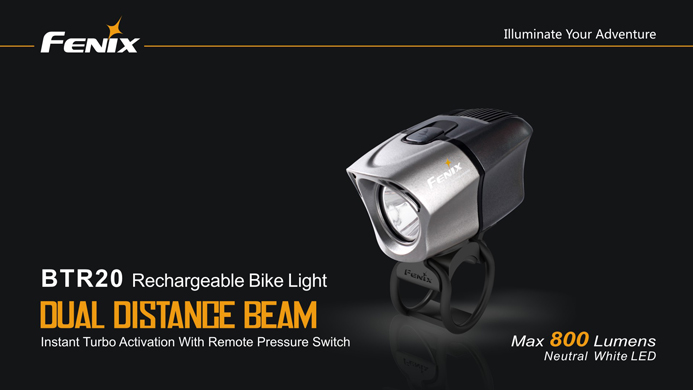 FENIX
Illuminate Your Adventure
FENIX
FENIX
BTR20 Rechargeable Bike Light
DUAL DISTANCE BEAM
Instant Turbo Activation With Remote Pressure Switch
Max 800 Lumens
Neutral White LED